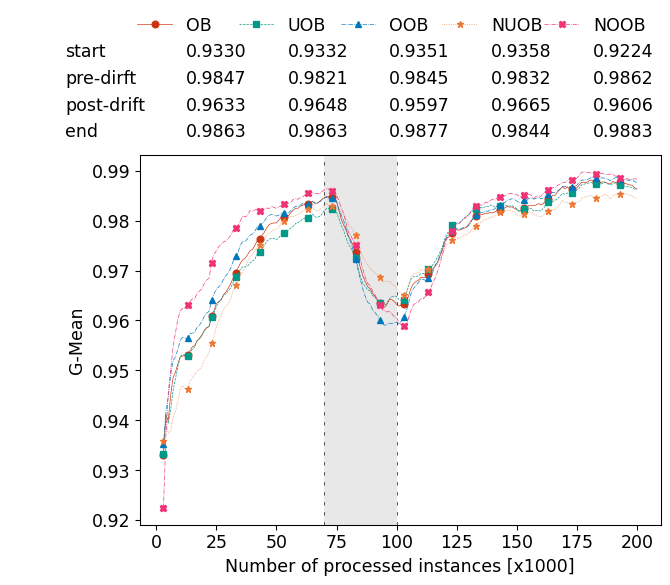 OB UOB OOB NUOB NOOB
start 0.9330 0.9332 0.9351 0.9358 0.9224
pre-dirft 0.9847 0.9821 0.9845 0.9832 0.9862
post-drift 0.9633 0.9648 0.9597 0.9665 0.9606
end 0.9863 0.9863 0.9877 0.9844 0.9883
0.99
0.98
0.97
0.96
0.95
0.94
0.93
0.92
G-Mean
0 25 50 75 100 125 150 175 200
Number of processed instances [x1000]